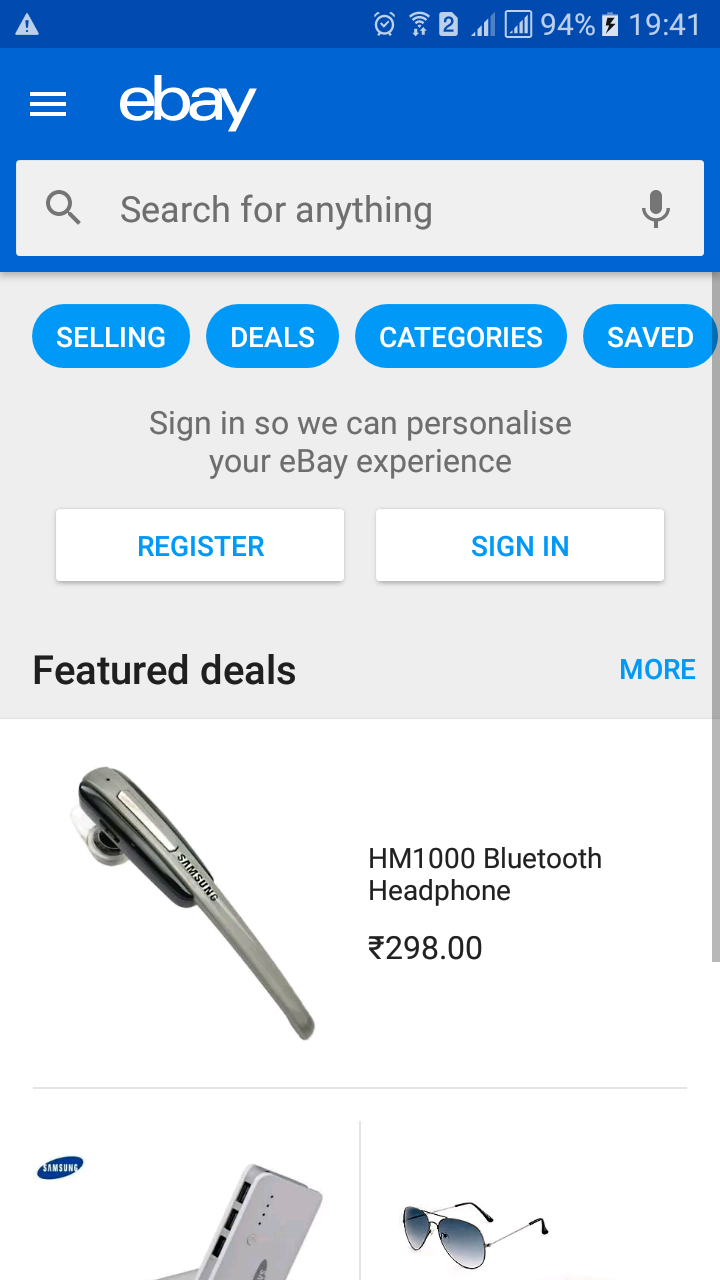 2 94% 19:41
ebay
Search for anything
SELLING DEALS CATEGORIES SAVED
Sign in so we can personalise
your eBay experience
REGISTER SIGN IN
Featured deals MORE
SAMSUNG
HM1000 Bluetooth
Headphone
₹298.00
SAMSUNG